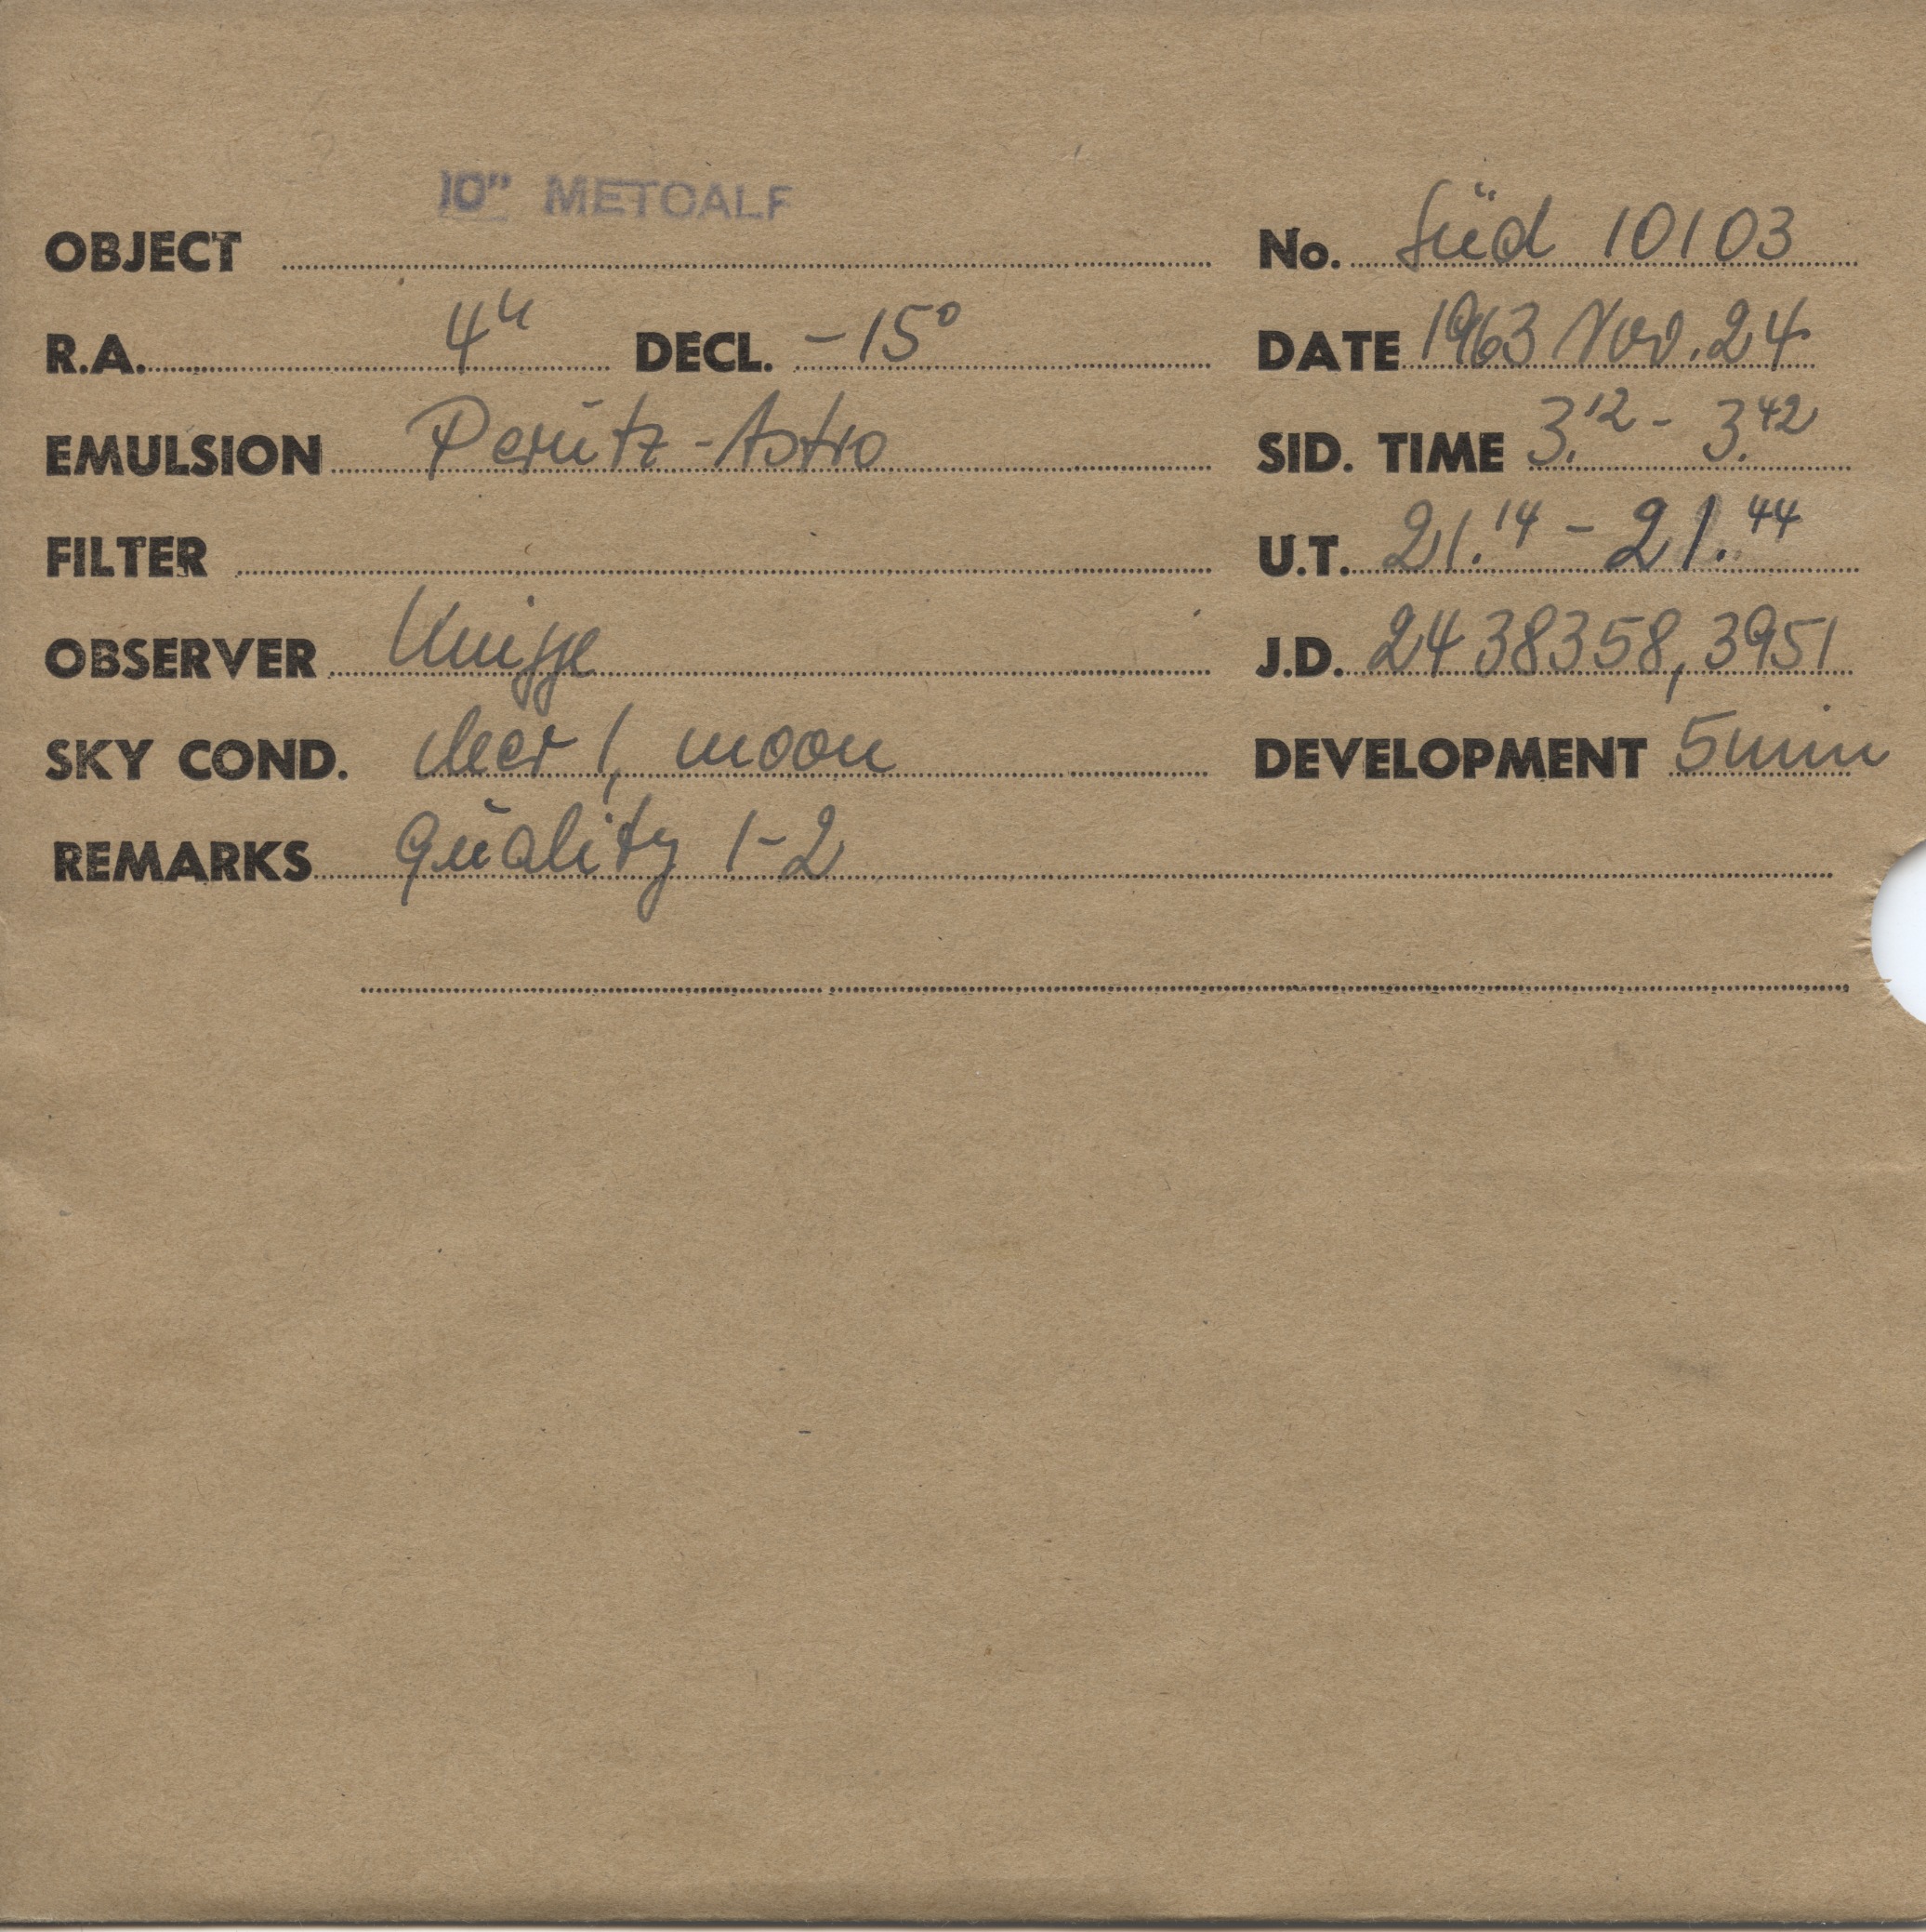 10" METCALF
OBJECT No. Süd 10103
R.A. 4h DECL. -15° DATE 1963 Nov. 24
EMULSION Perutz-Astro SID. TIME 3.12 - 3.42
FILTER U.T. 21.14 - 21.44
OBSERVER Knigge J.D. 2438358,3951
SKY COND. clear 1, moon DEVELOPMENT 5 min
REMARKS quality 1-2